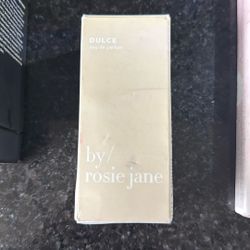 DULCE
eau de parfum
by/
rosie jane